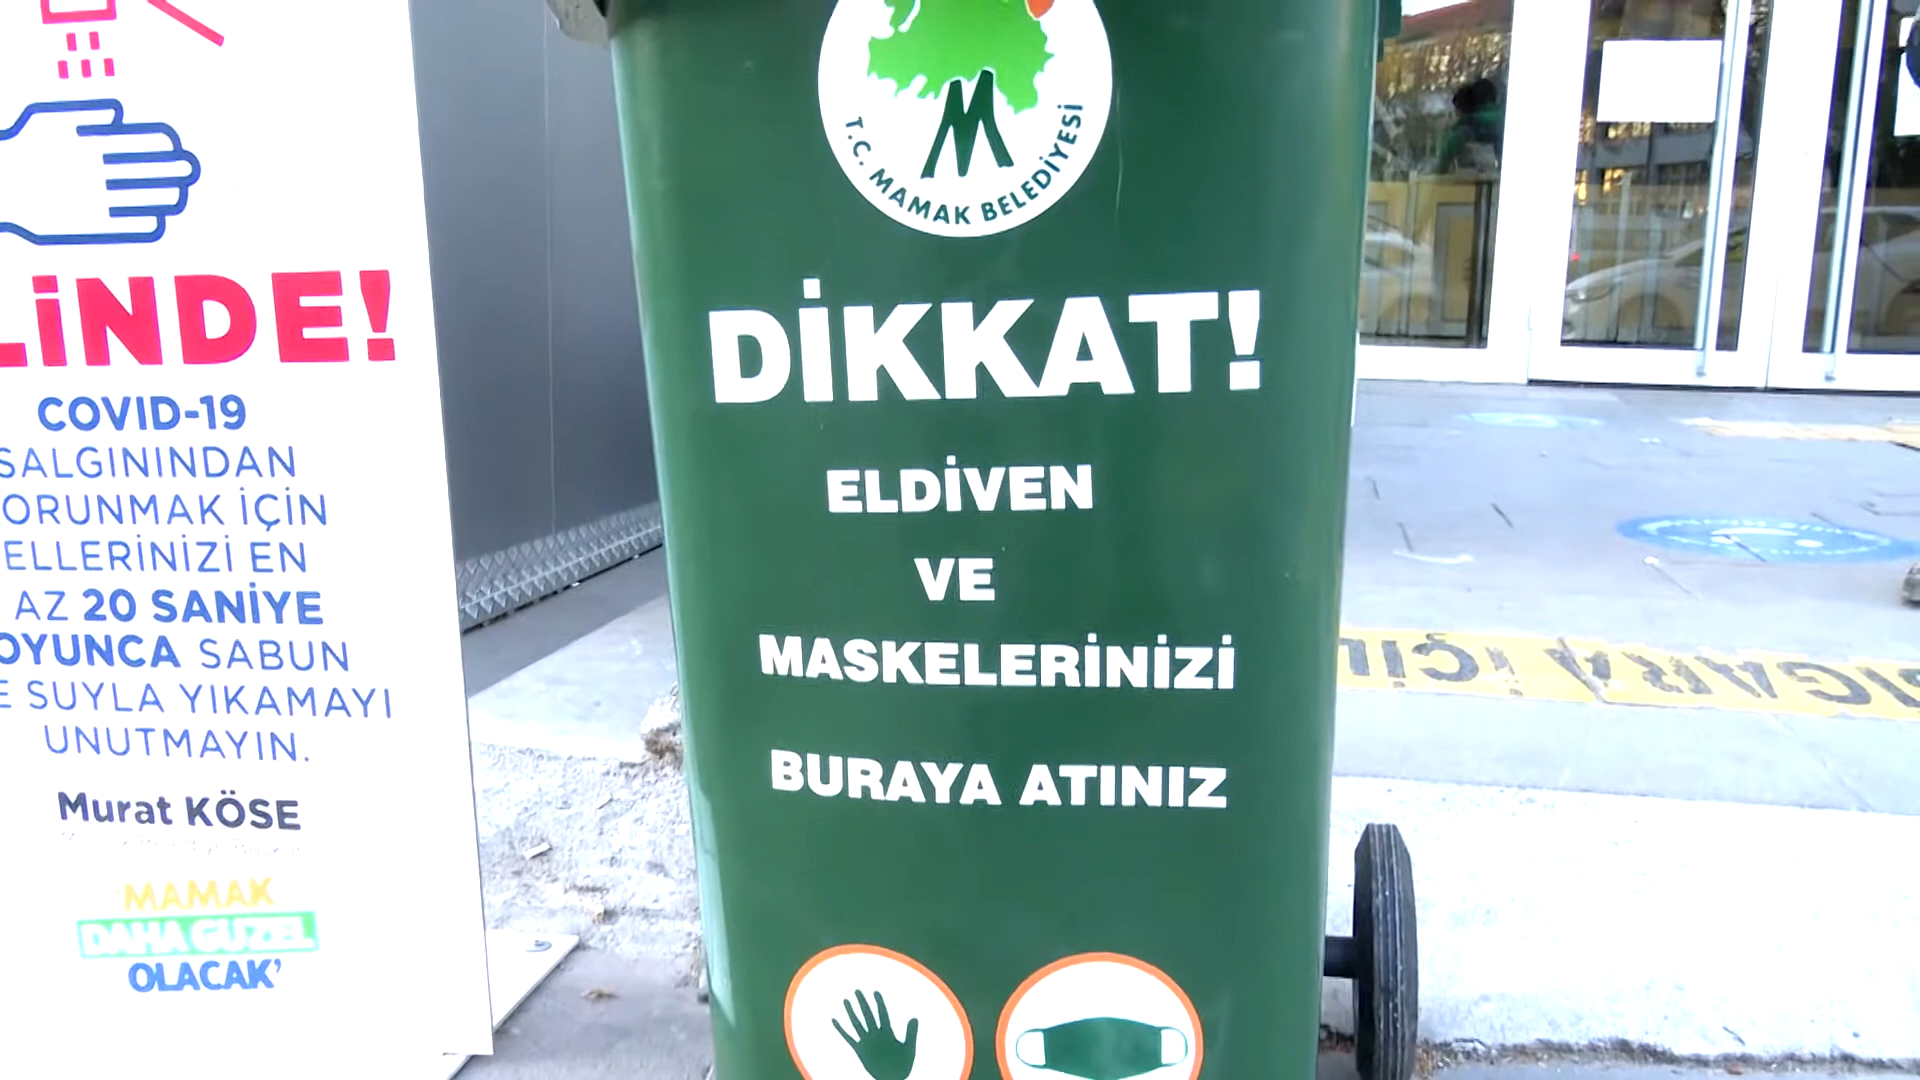 LİNDE!
COVID-19
SALGININDAN
ORUNMAK İÇİN
ELLERİNİZİ EN
AZ 20 SANİYE
OYUNCA SABUN
E SUYLA YIKAMAYI
UNUTMAYIN.
Murat KÖSE
MAMAK
DAHA GÜZEL
OLACAK'
T.C. MAMAK BELEDİYESİ
DİKKAT!
ELDİVEN
VE
MASKELERİNİZİ
BURAYA ATINIZ